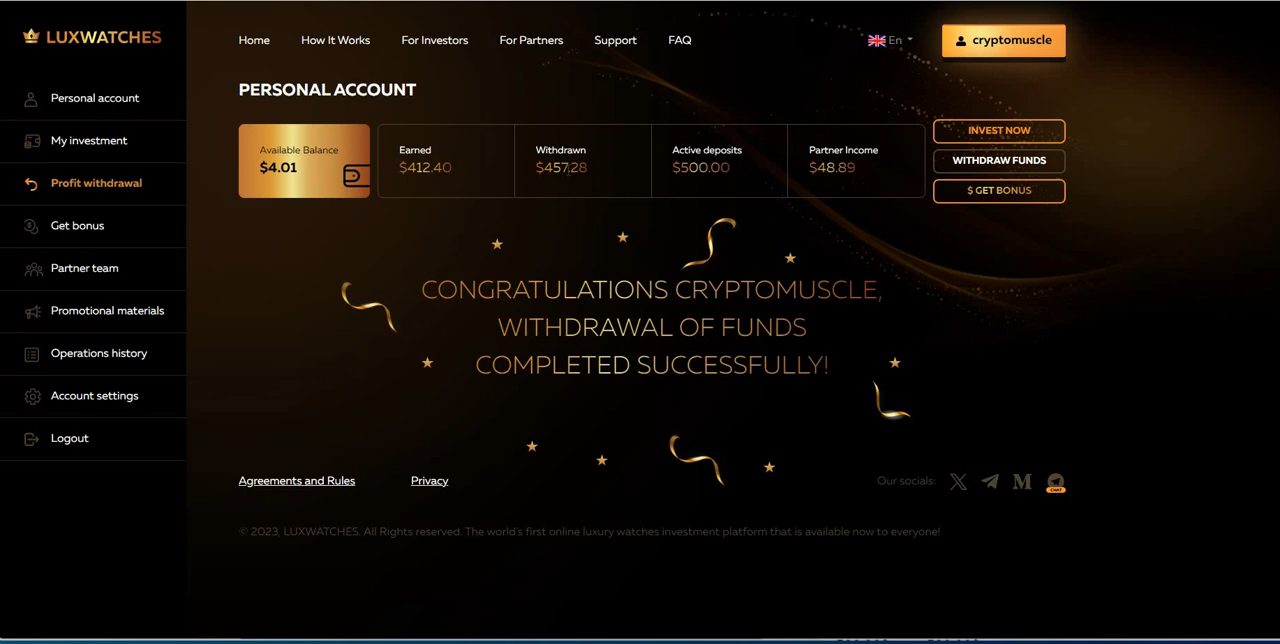 LUXWATCHES
Home How It Works For Investors For Partners Support FAQ
En
cryptomuscle
Personal account
My investment
Profit withdrawal
Get bonus
Partner team
Promotional materials
Operations history
Account settings
Logout
PERSONAL ACCOUNT
Available Balance
$4.01
Earned
$412.40
Withdrawn
$457.28
Active deposits
$500.00
Partner Income
$48.89
INVEST NOW
WITHDRAW FUNDS
$ GET BONUS
CONGRATULATIONS CRYPTOMUSCLE,
WITHDRAWAL OF FUNDS
COMPLETED SUCCESSFULLY!
Agreements and Rules Privacy
Our socials:
CHAT
© 2023, LUXWATCHES. All Rights reserved. The world's first online luxury watches investment platform that is available now to everyone!